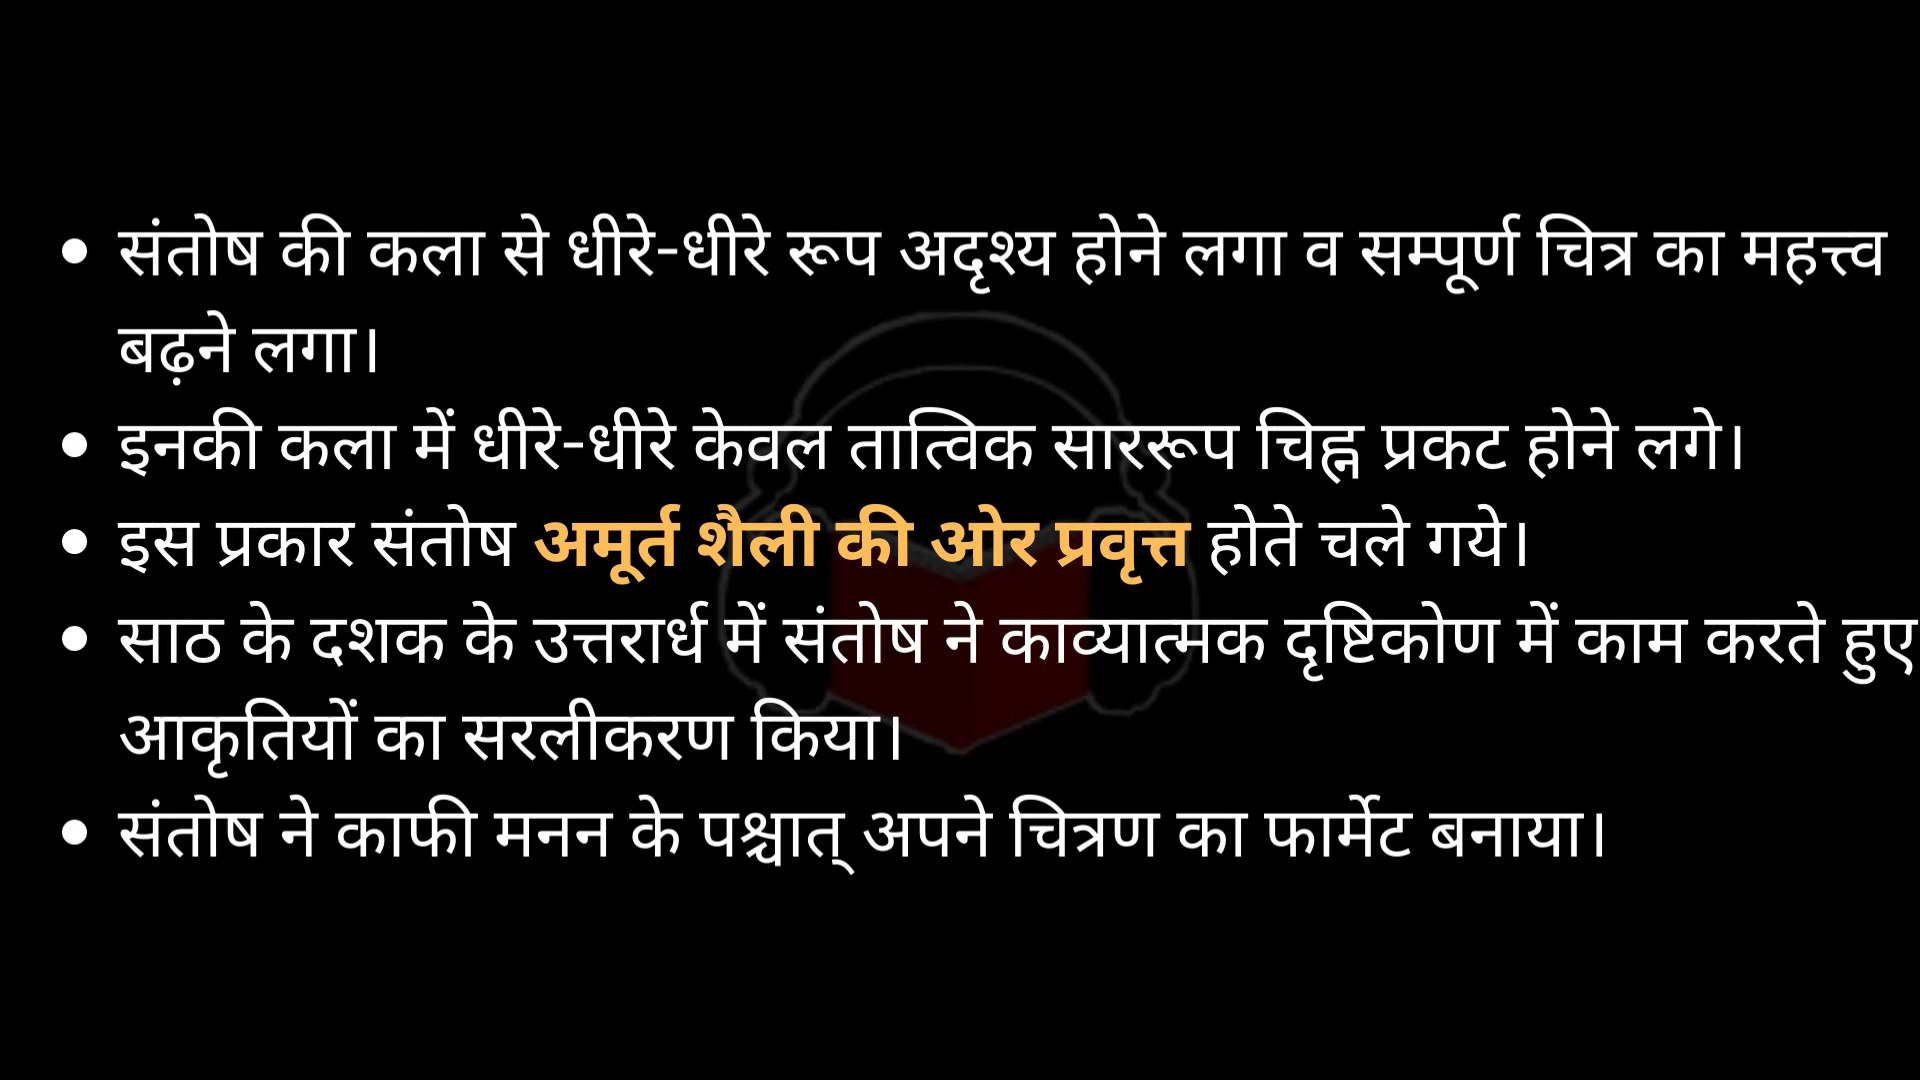 • संतोष की कला से धीरे-धीरे रूप अदृश्य होने लगा व सम्पूर्ण चित्र का महत्त्व
बढ़ने लगा।
• इनकी कला में धीरे-धीरे केवल तात्विक साररूप चिह्न प्रकट होने लगे।
• इस प्रकार संतोष अमूर्त शैली की ओर प्रवृत्त होते चले गये।
• साठ के दशक के उत्तरार्ध में संतोष ने काव्यात्मक दृष्टिकोण में काम करते हुए
आकृतियों का सरलीकरण किया।
• संतोष ने काफी मनन के पश्चात् अपने चित्रण का फार्मेट बनाया।